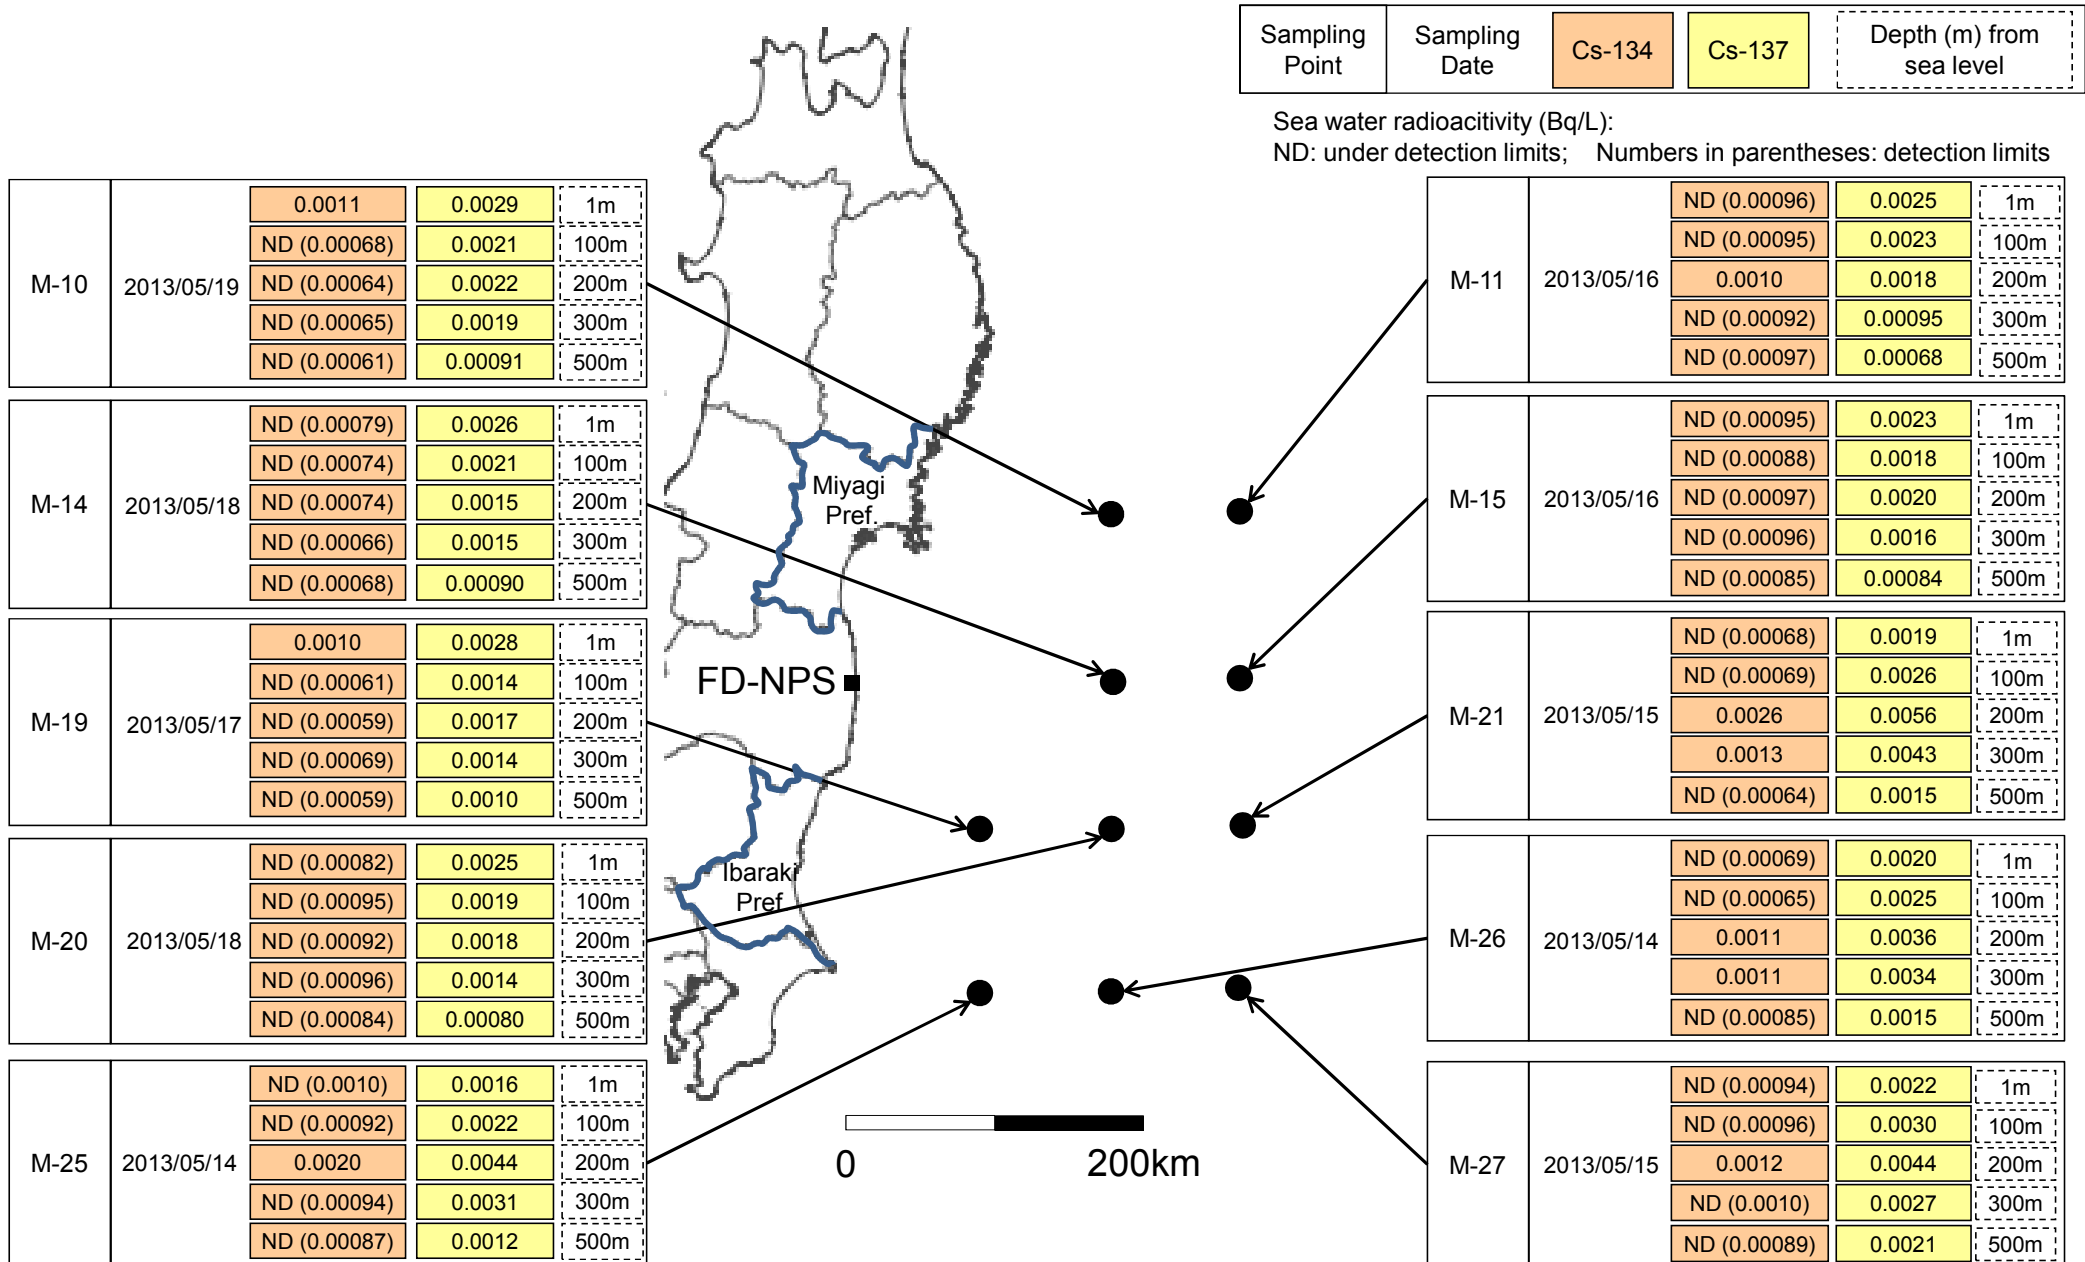 Sampling Point
Sampling Date
Cs-134
Cs-137
Depth (m) from sea level
Sea water radioacitivity (Bq/L):
ND: under detection limits; Numbers in parentheses: detection limits
M-10 2013/05/19
0.0011 0.0029 1m
ND (0.00068) 0.0021 100m
ND (0.00064) 0.0022 200m
ND (0.00065) 0.0019 300m
ND (0.00061) 0.00091 500m
M-14 2013/05/18
ND (0.00079) 0.0026 1m
ND (0.00074) 0.0021 100m
ND (0.00074) 0.0015 200m
ND (0.00066) 0.0015 300m
ND (0.00068) 0.00090 500m
M-19 2013/05/17
0.0010 0.0028 1m
ND (0.00061) 0.0014 100m
ND (0.00059) 0.0017 200m
ND (0.00069) 0.0014 300m
ND (0.00059) 0.0010 500m
M-20 2013/05/18
ND (0.00082) 0.0025 1m
ND (0.00095) 0.0019 100m
ND (0.00092) 0.0018 200m
ND (0.00096) 0.0014 300m
ND (0.00084) 0.00080 500m
M-25 2013/05/14
ND (0.0010) 0.0016 1m
ND (0.00092) 0.0022 100m
0.0020 0.0044 200m
ND (0.00094) 0.0031 300m
ND (0.00087) 0.0012 500m
Miyagi
Pref.
FD-NPS
Ibaraki
Pref
0 200km
M-11 2013/05/16
ND (0.00096) 0.0025 1m
ND (0.00095) 0.0023 100m
0.0010 0.0018 200m
ND (0.00092) 0.00095 300m
ND (0.00097) 0.00068 500m
M-15 2013/05/16
ND (0.00095) 0.0023 1m
ND (0.00088) 0.0018 100m
ND (0.00097) 0.0020 200m
ND (0.00096) 0.0016 300m
ND (0.00085) 0.00084 500m
M-21 2013/05/15
ND (0.00068) 0.0019 1m
ND (0.00069) 0.0026 100m
0.0026 0.0056 200m
0.0013 0.0043 300m
ND (0.00064) 0.0015 500m
M-26 2013/05/14
ND (0.00069) 0.0020 1m
ND (0.00065) 0.0025 100m
0.0011 0.0036 200m
0.0011 0.0034 300m
ND (0.00085) 0.0015 500m
M-27 2013/05/15
ND (0.00094) 0.0022 1m
ND (0.00096) 0.0030 100m
0.0012 0.0044 200m
ND (0.0010) 0.0027 300m
ND (0.00089) 0.0021 500m